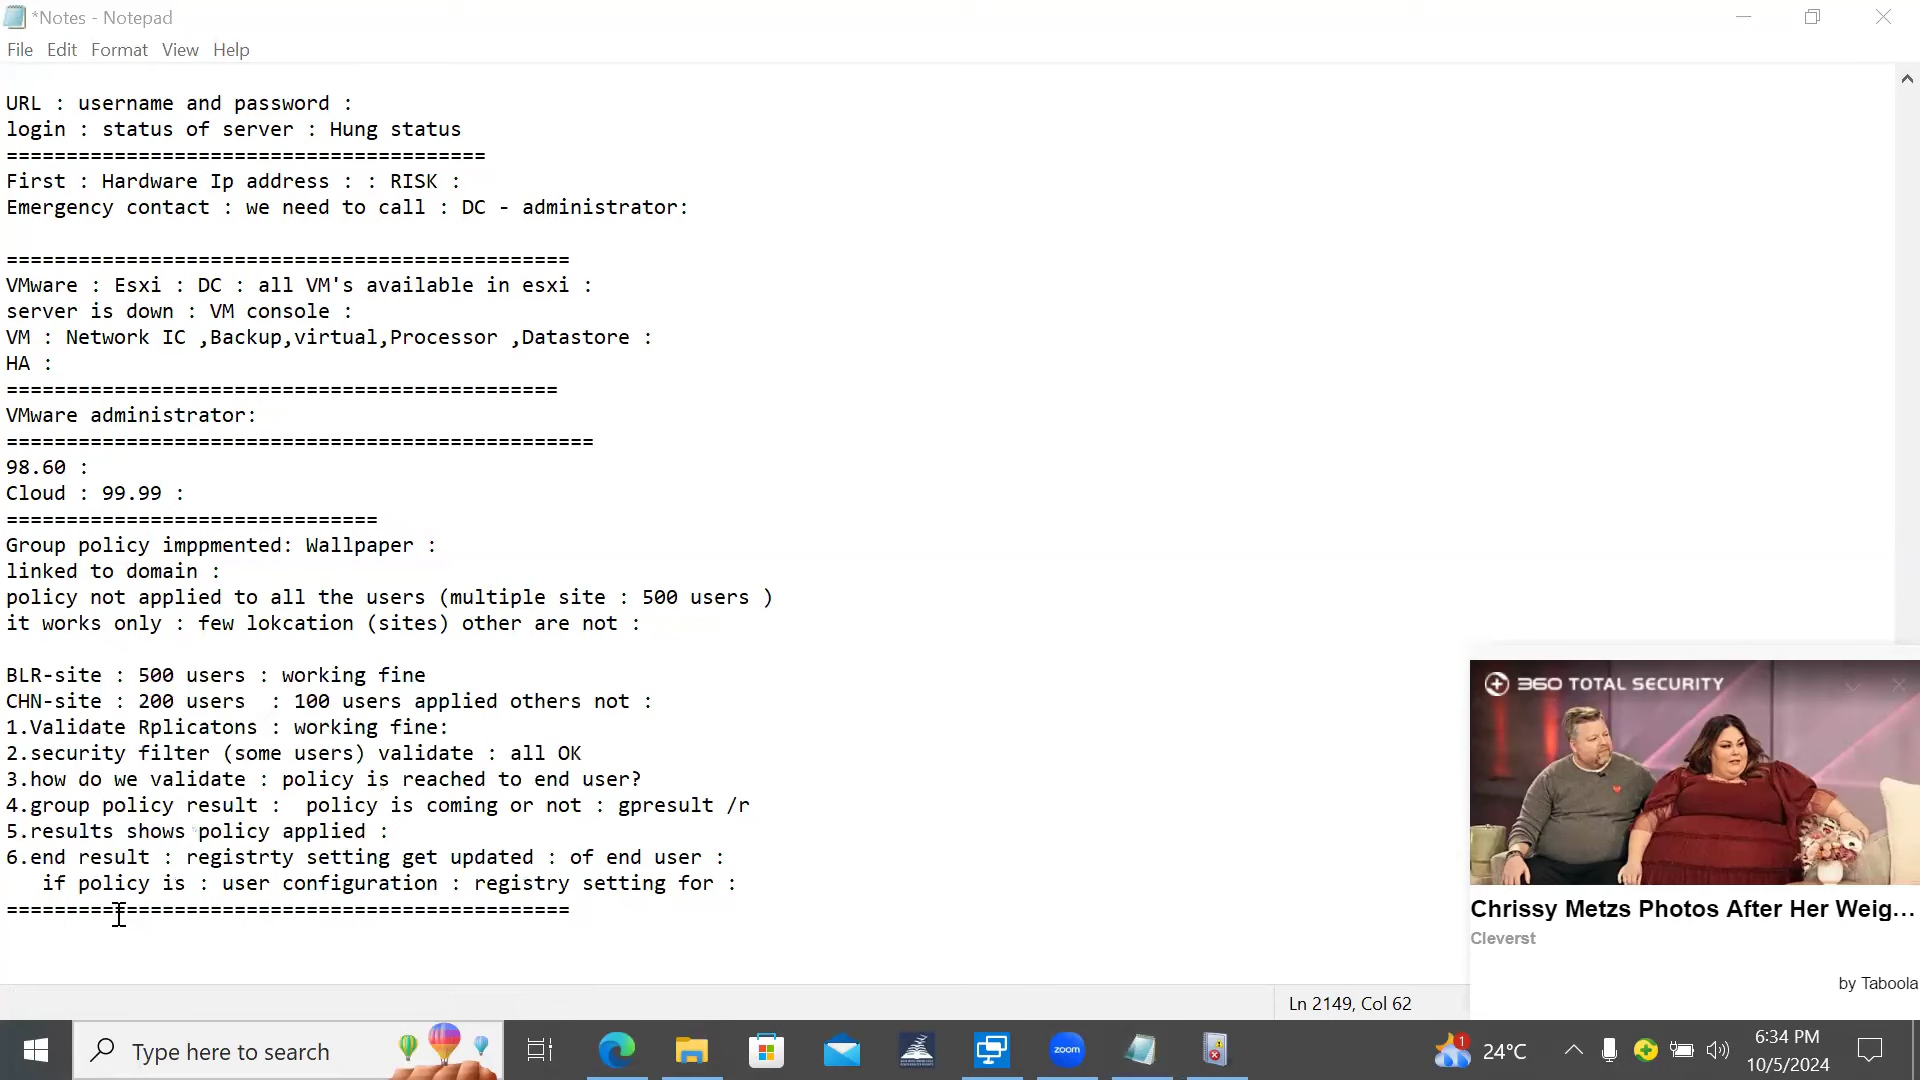 *Notes - Notepad
File Edit Format View Help
URL : username and password :
login : status of server : Hung status
========================================
First : Hardware Ip address : : RISK :
Emergency contact : we need to call : DC - administrator:
===============================================
VMware : Esxi : DC : all VM's available in esxi :
server is down : VM console :
VM : Network IC ,Backup,virtual,Processor ,Datastore :
HA :
==============================================
VMware administrator:
=================================================
98.60 :
Cloud : 99.99 :
===============================
Group policy imppmented: Wallpaper :
linked to domain :
policy not applied to all the users (multiple site : 500 users )
it works only : few lokcation (sites) other are not :
BLR-site : 500 users : working fine
CHN-site : 200 users  : 100 users applied others not :
1.Validate Rplicatons : working fine:
2.security filter (some users) validate : all OK
3.how do we validate : policy is reached to end user?
4.group policy result :  policy is coming or not : gpresult /r
5.results shows policy applied :
6.end result : registrty setting get updated : of end user :
if policy is : user configuration : registry setting for :
===============================================
360 TOTAL SECURITY
Chrissy Metzs Photos After Her Weig...
Cleverst
by Taboola
Ln 2149, Col 62
Type here to search
zoom
1
24°C
6:34 PM
10/5/2024